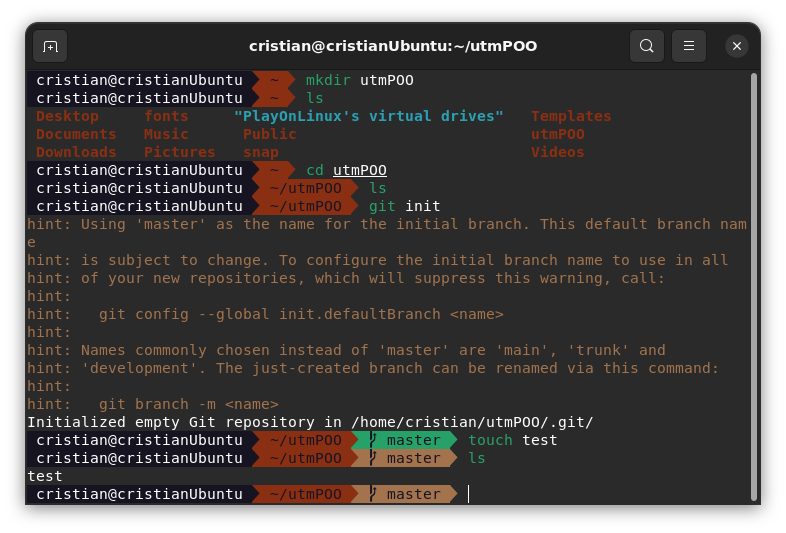 cristian@cristianUbuntu:~/utmPOO
cristian@cristianUbuntu ~ mkdir utmPOO
cristian@cristianUbuntu ~ ls
Desktop fonts "PlayOnLinux's virtual drives" Templates
Documents Music Public utmPOO
Downloads Pictures snap Videos
cristian@cristianUbuntu ~ cd utmPOO
cristian@cristianUbuntu ~/utmPOO ls
cristian@cristianUbuntu ~/utmPOO git init
hint: Using 'master' as the name for the initial branch. This default branch nam
e
hint: is subject to change. To configure the initial branch name to use in all
hint: of your new repositories, which will suppress this warning, call:
hint:
hint: git config --global init.defaultBranch <name>
hint:
hint: Names commonly chosen instead of 'master' are 'main', 'trunk' and
hint: 'development'. The just-created branch can be renamed via this command:
hint:
hint: git branch -m <name>
Initialized empty Git repository in /home/cristian/utmPOO/.git/
cristian@cristianUbuntu ~/utmPOO master touch test
cristian@cristianUbuntu ~/utmPOO master ls
test
cristian@cristianUbuntu ~/utmPOO master